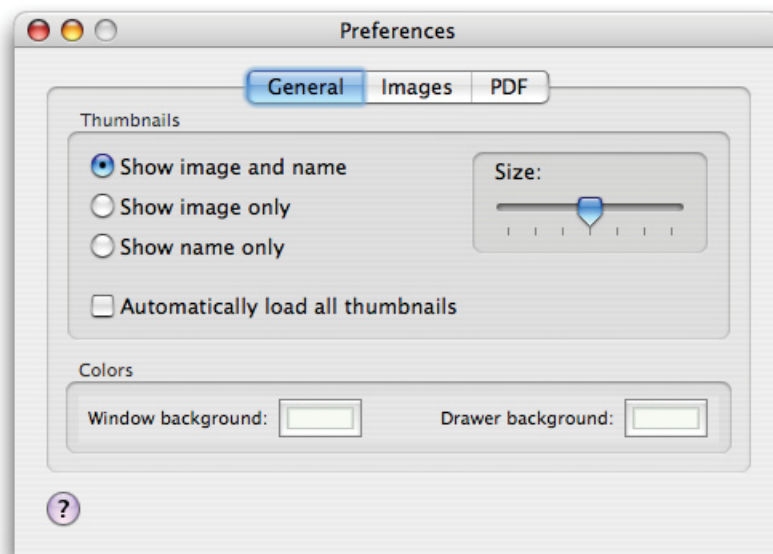 Preferences
General Images PDF
Thumbnails
Show image and name
Size:
Show image only
Show name only
Automatically load all thumbnails
Colors
Window background:
Drawer background:
?